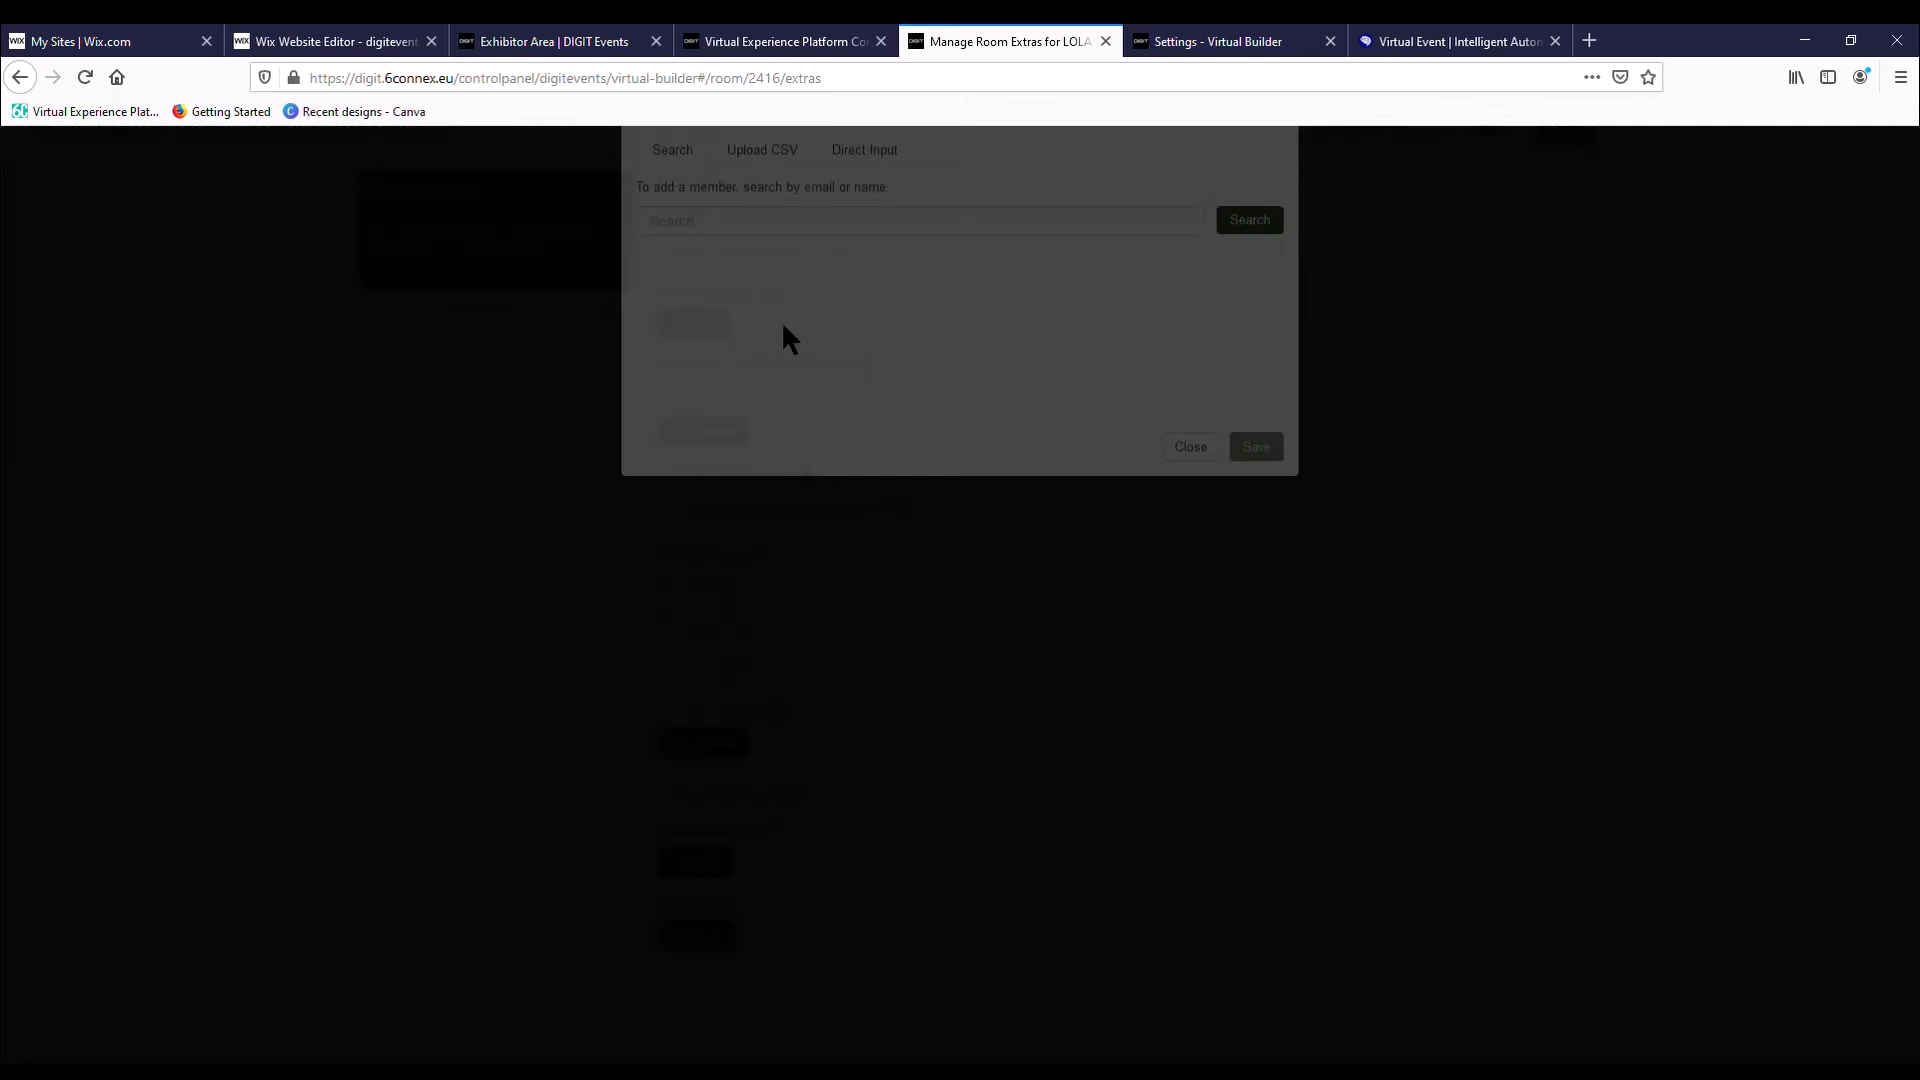 My Sites | Wix.com
Wix Website Editor - digitevent
Exhibitor Area | DIGIT Events
Virtual Experience Platform Co
Manage Room Extras for LOLA
Settings - Virtual Builder
Virtual Event | Intelligent Auton
https://digit.6connex.eu/controlpanel/digitevents/virtual-builder#/room/2416/extras
Virtual Experience Plat...
Getting Started
Recent designs - Canva
Search
Upload CSV
Direct Input
To add a member, search by email or name
Search
Search
Close
Save